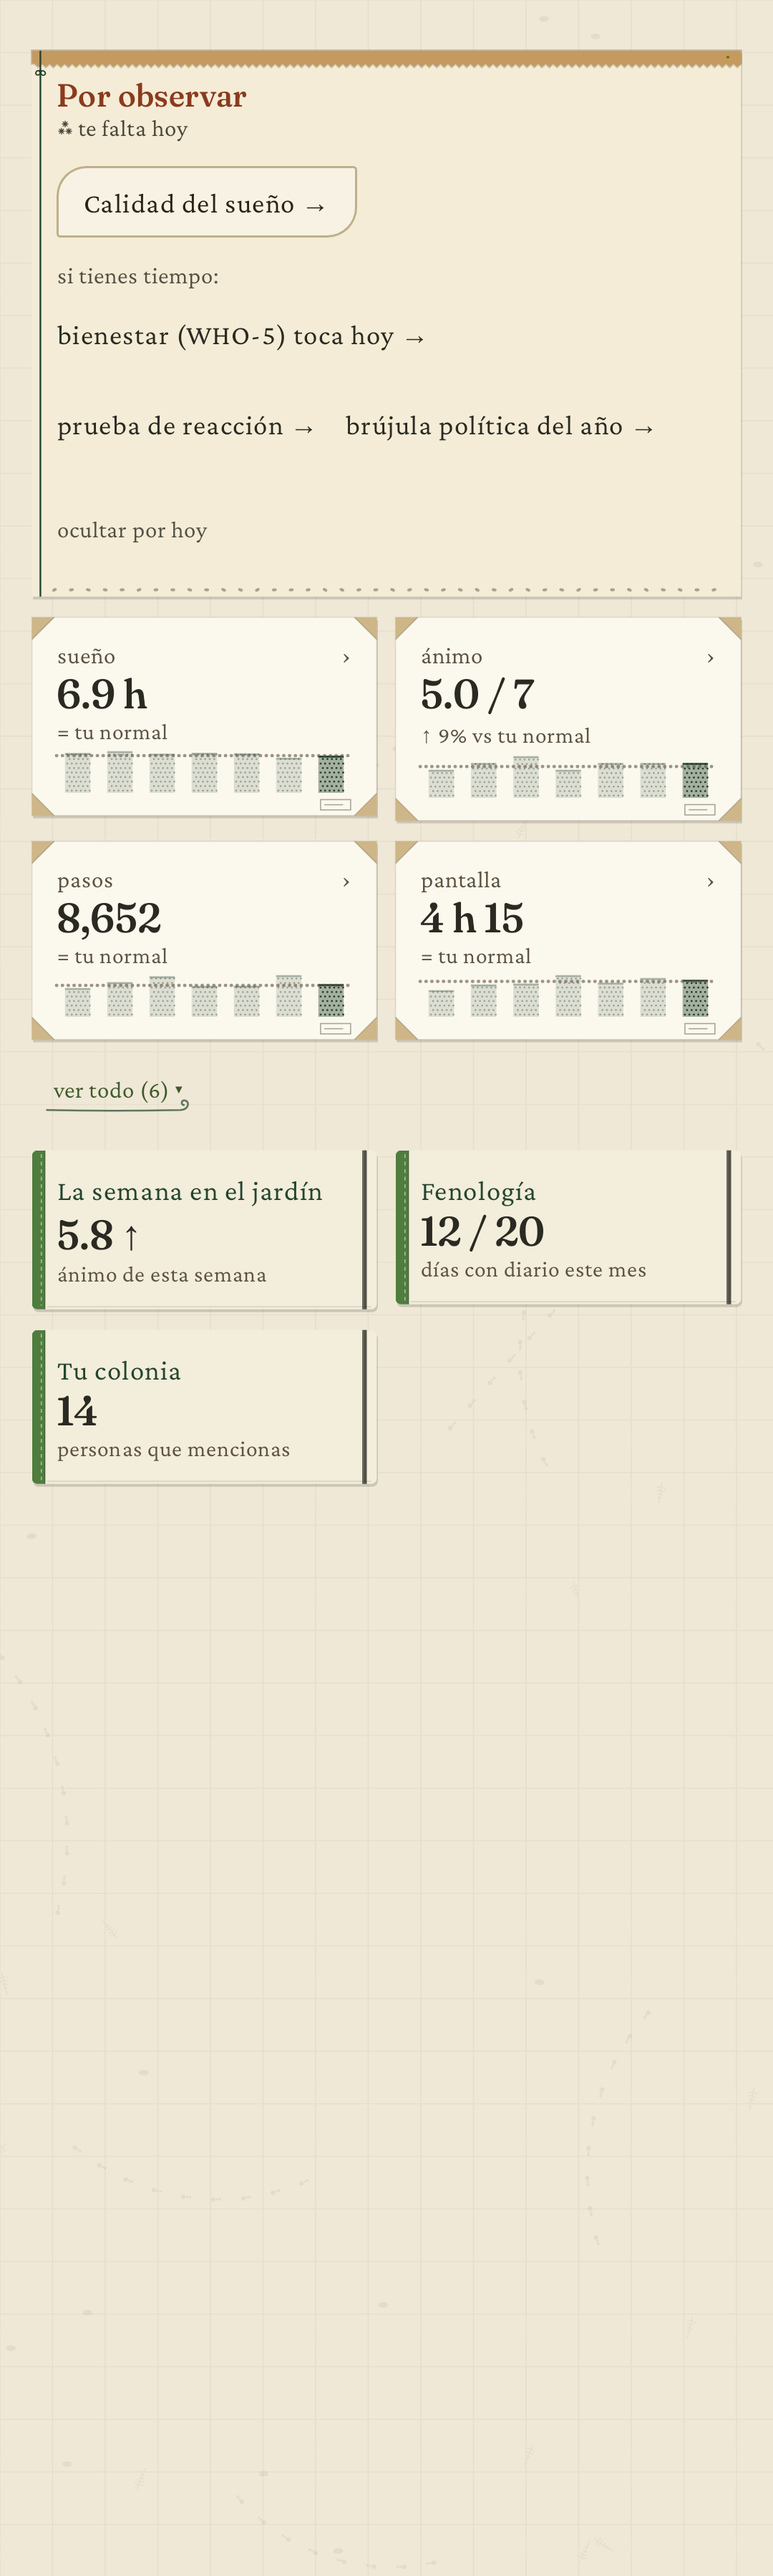 Por observar
⁂ te falta hoy
Calidad del sueño →
si tienes tiempo:
bienestar (WHO-5) toca hoy →
prueba de reacción → brújula política del año →
ocultar por hoy
sueño ›
6.9 h
= tu normal
ánimo ›
5.0 / 7
↑ 9% vs tu normal
pasos ›
8,652
= tu normal
pantalla ›
4 h 15
= tu normal
ver todo (6) ▾
La semana en el jardín
5.8 ↑
ánimo de esta semana
Fenología
12 / 20
días con diario este mes
Tu colonia
14
personas que mencionas